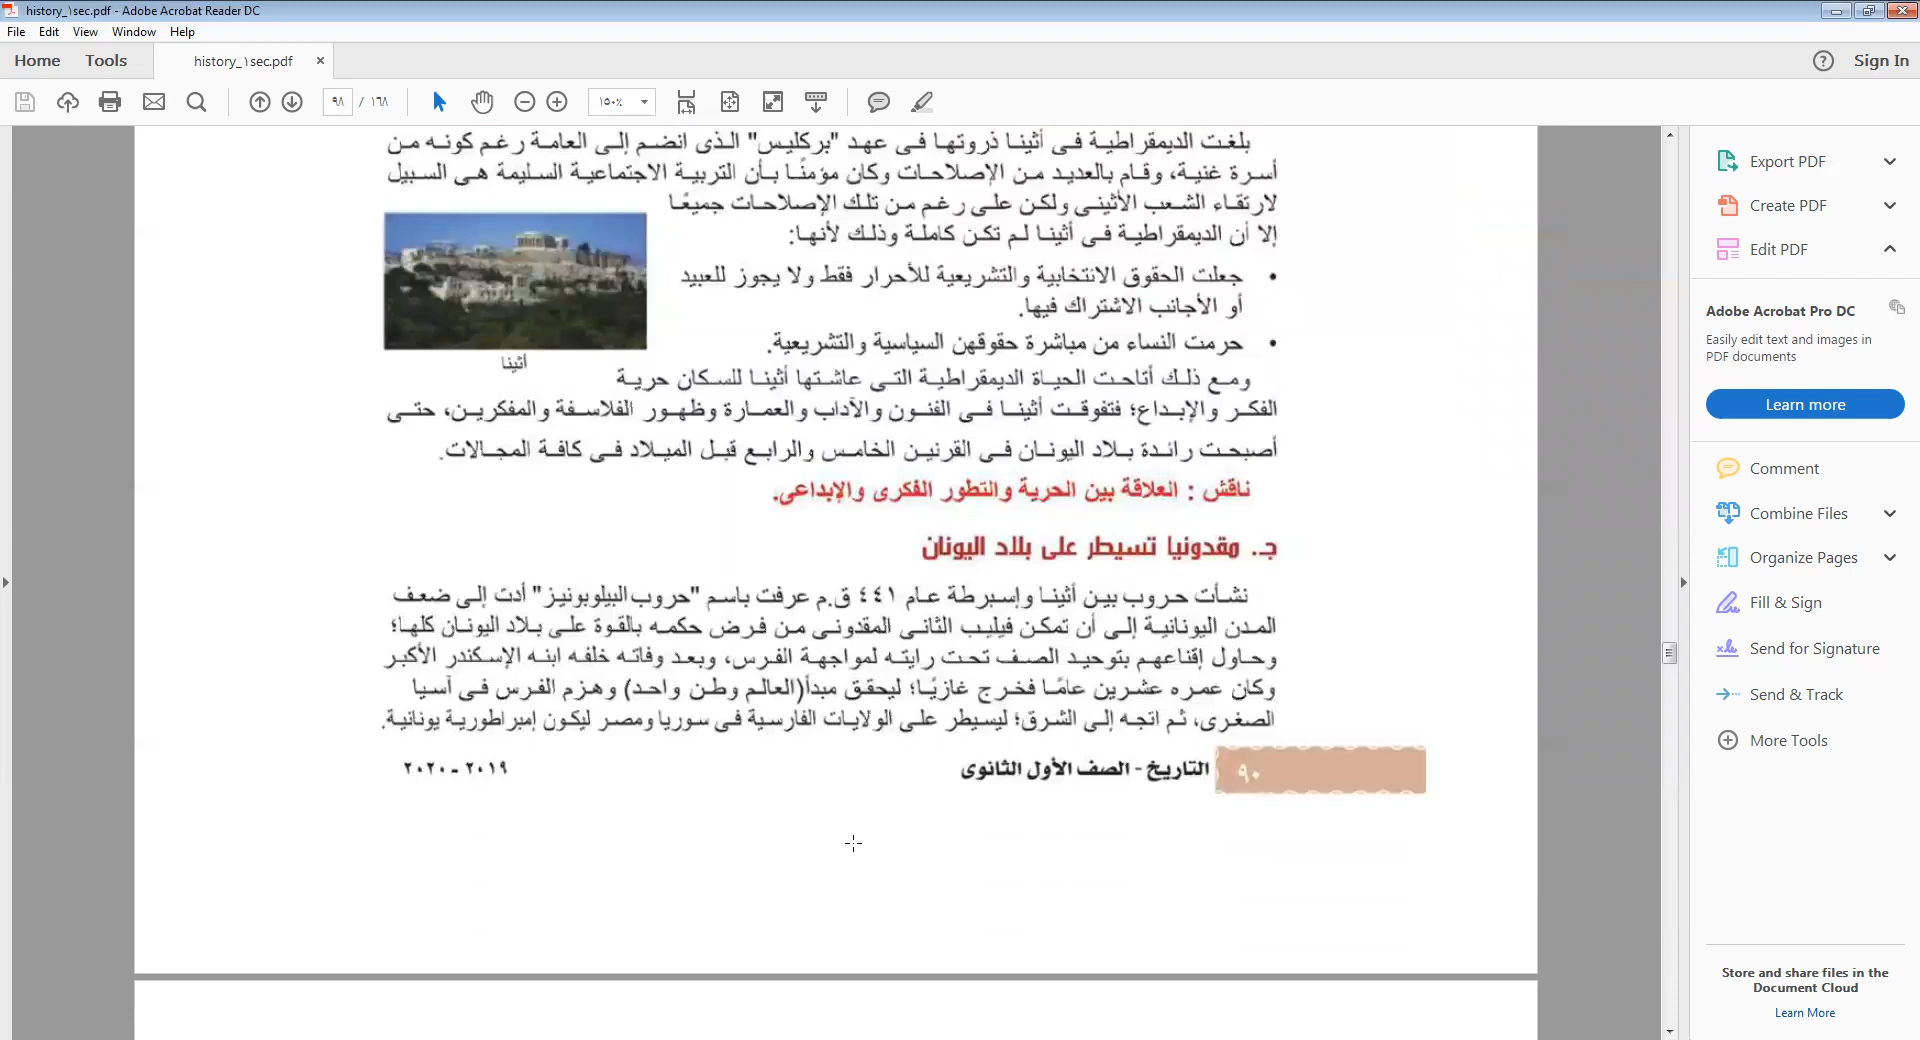 history_١sec.pdf - Adobe Acrobat Reader DC
File Edit View Window Help
Home Tools history_١sec.pdf × Sign In
٩٨ / ١٦٨ ١٥٠٪
بلغت الديمقراطية فى أثينا ذروتها فى عهد "بركليس" الذى انضم إلى العامة رغم كونه من
أسرة غنية، وقام بالعديد من الإصلاحات وكان مؤمنًا بأن التربية الاجتماعية السليمة هى السبيل
لارتقاء الشعب الأثينى ولكن على رغم من تلك الإصلاحات جميعًا
إلا أن الديمقراطية فى أثينا لم تكن كاملة وذلك لأنها:
• جعلت الحقوق الانتخابية والتشريعية للأحرار فقط ولا يجوز للعبيد
أو الأجانب الاشتراك فيها.
• حرمت النساء من مباشرة حقوقهن السياسية والتشريعية.
أثينا
ومع ذلك أتاحت الحياة الديمقراطية التى عاشتها أثينا للسكان حرية
الفكر والإبداع؛ فتفوقت أثينا فى الفنون والآداب والعمارة وظهور الفلاسفة والمفكرين، حتى
أصبحت رائدة بلاد اليونان فى القرنين الخامس والرابع قبل الميلاد فى كافة المجالات.
ناقش : العلاقة بين الحرية والتطور الفكرى والإبداعى.
جـ. مقدونيا تسيطر على بلاد اليونان
نشأت حروب بين أثينا وإسبرطة عام ٤٤١ ق.م عرفت باسم "حروب البيلوبونيز" أدت إلى ضعف
المدن اليونانية إلى أن تمكن فيليب الثانى المقدونى من فرض حكمه بالقوة على بلاد اليونان كلها؛
وحاول إقناعهم بتوحيد الصف تحت رايته لمواجهة الفرس، وبعد وفاته خلفه ابنه الإسكندر الأكبر
وكان عمره عشرين عامًا فخرج غازيًا؛ ليحقق مبدأ(العالم وطن واحد) وهزم الفرس فى آسيا
الصغرى، ثم اتجه إلى الشرق؛ ليسيطر على الولايات الفارسية فى سوريا ومصر ليكون إمبراطورية يونانية.
٩٠ التاريخ - الصف الأول الثانوى ٢٠١٩ - ٢٠٢٠
Export PDF
Create PDF
Edit PDF
Adobe Acrobat Pro DC
Easily edit text and images in
PDF documents
Learn more
Comment
Combine Files
Organize Pages
Fill & Sign
Send for Signature
Send & Track
More Tools
Store and share files in the
Document Cloud
Learn More